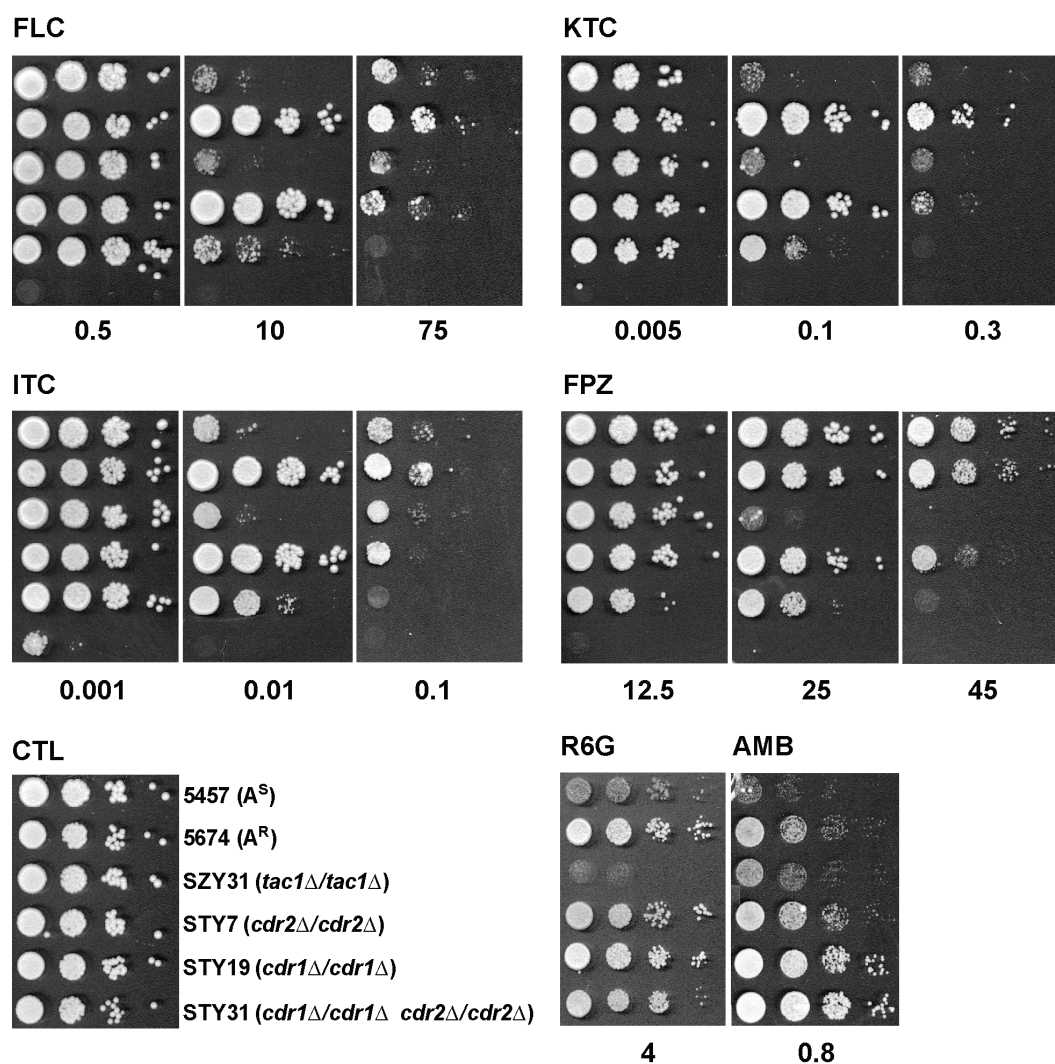 FLC
KTC
0.5 10 75
0.005 0.1 0.3
ITC
FPZ
0.001 0.01 0.1
12.5 25 45
CTL
R6G AMB
5457 (Aˢ)
5674 (Aᴿ)
SZY31 (tac1Δ/tac1Δ)
STY7 (cdr2Δ/cdr2Δ)
STY19 (cdr1Δ/cdr1Δ)
STY31 (cdr1Δ/cdr1Δ cdr2Δ/cdr2Δ)
4 0.8